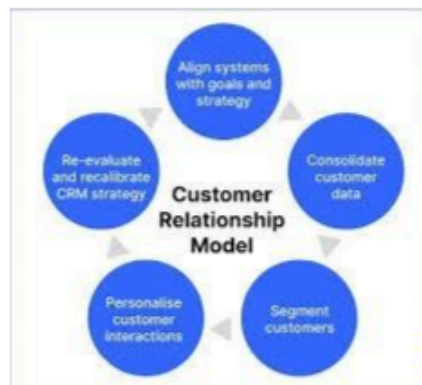 Align systems
with goals and
strategy
Consolidate
customer
data
Segment
customers
Personalise
customer
interactions
Re-evaluate
and recalibrate
CRM strategy
Customer
Relationship
Model